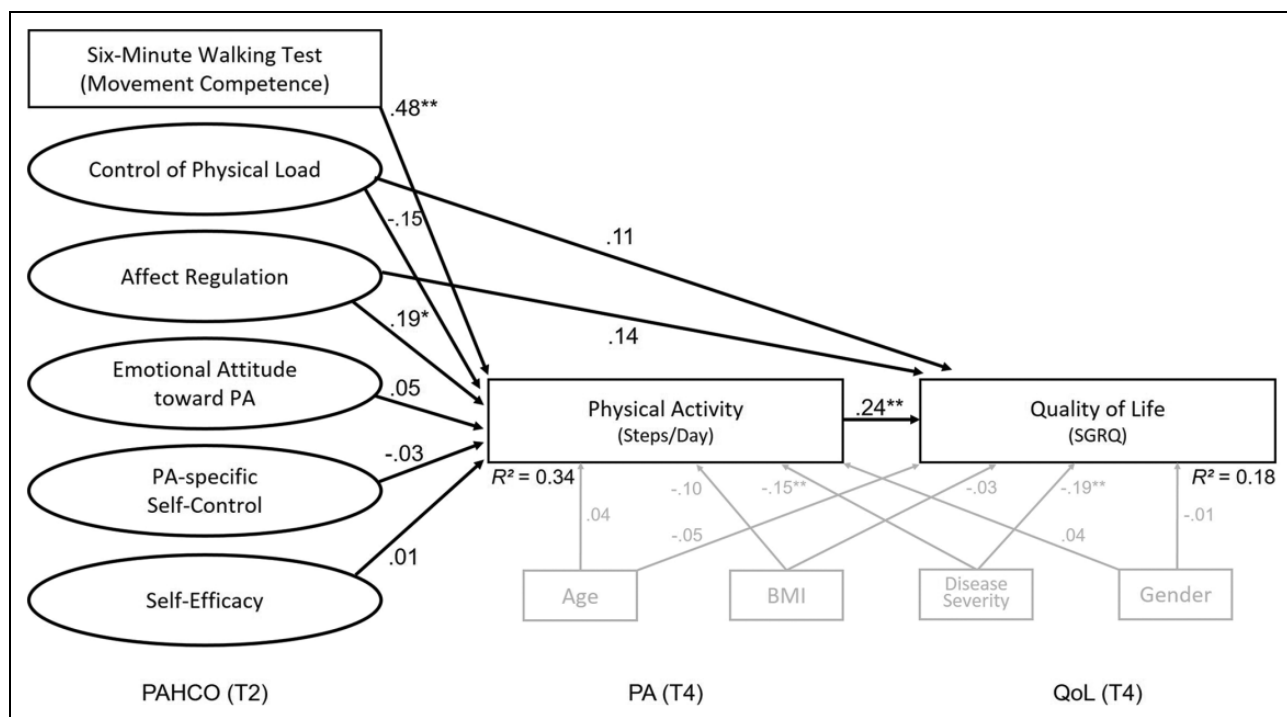 Six-Minute Walking Test
(Movement Competence)
.48**
Control of Physical Load
-.15
.11
Affect Regulation
.19*
.14
Emotional Attitude
toward PA
.05
Physical Activity
(Steps/Day)
.24**
Quality of Life
(SGRQ)
-.03
PA-specific
Self-Control
R² = 0.34
-.10
-.15**
-.03
-.19**
R² = 0.18
.04
-.05
.04
-.01
.01
Self-Efficacy
Age
BMI
Disease
Severity
Gender
PAHCO (T2)
PA (T4)
QoL (T4)